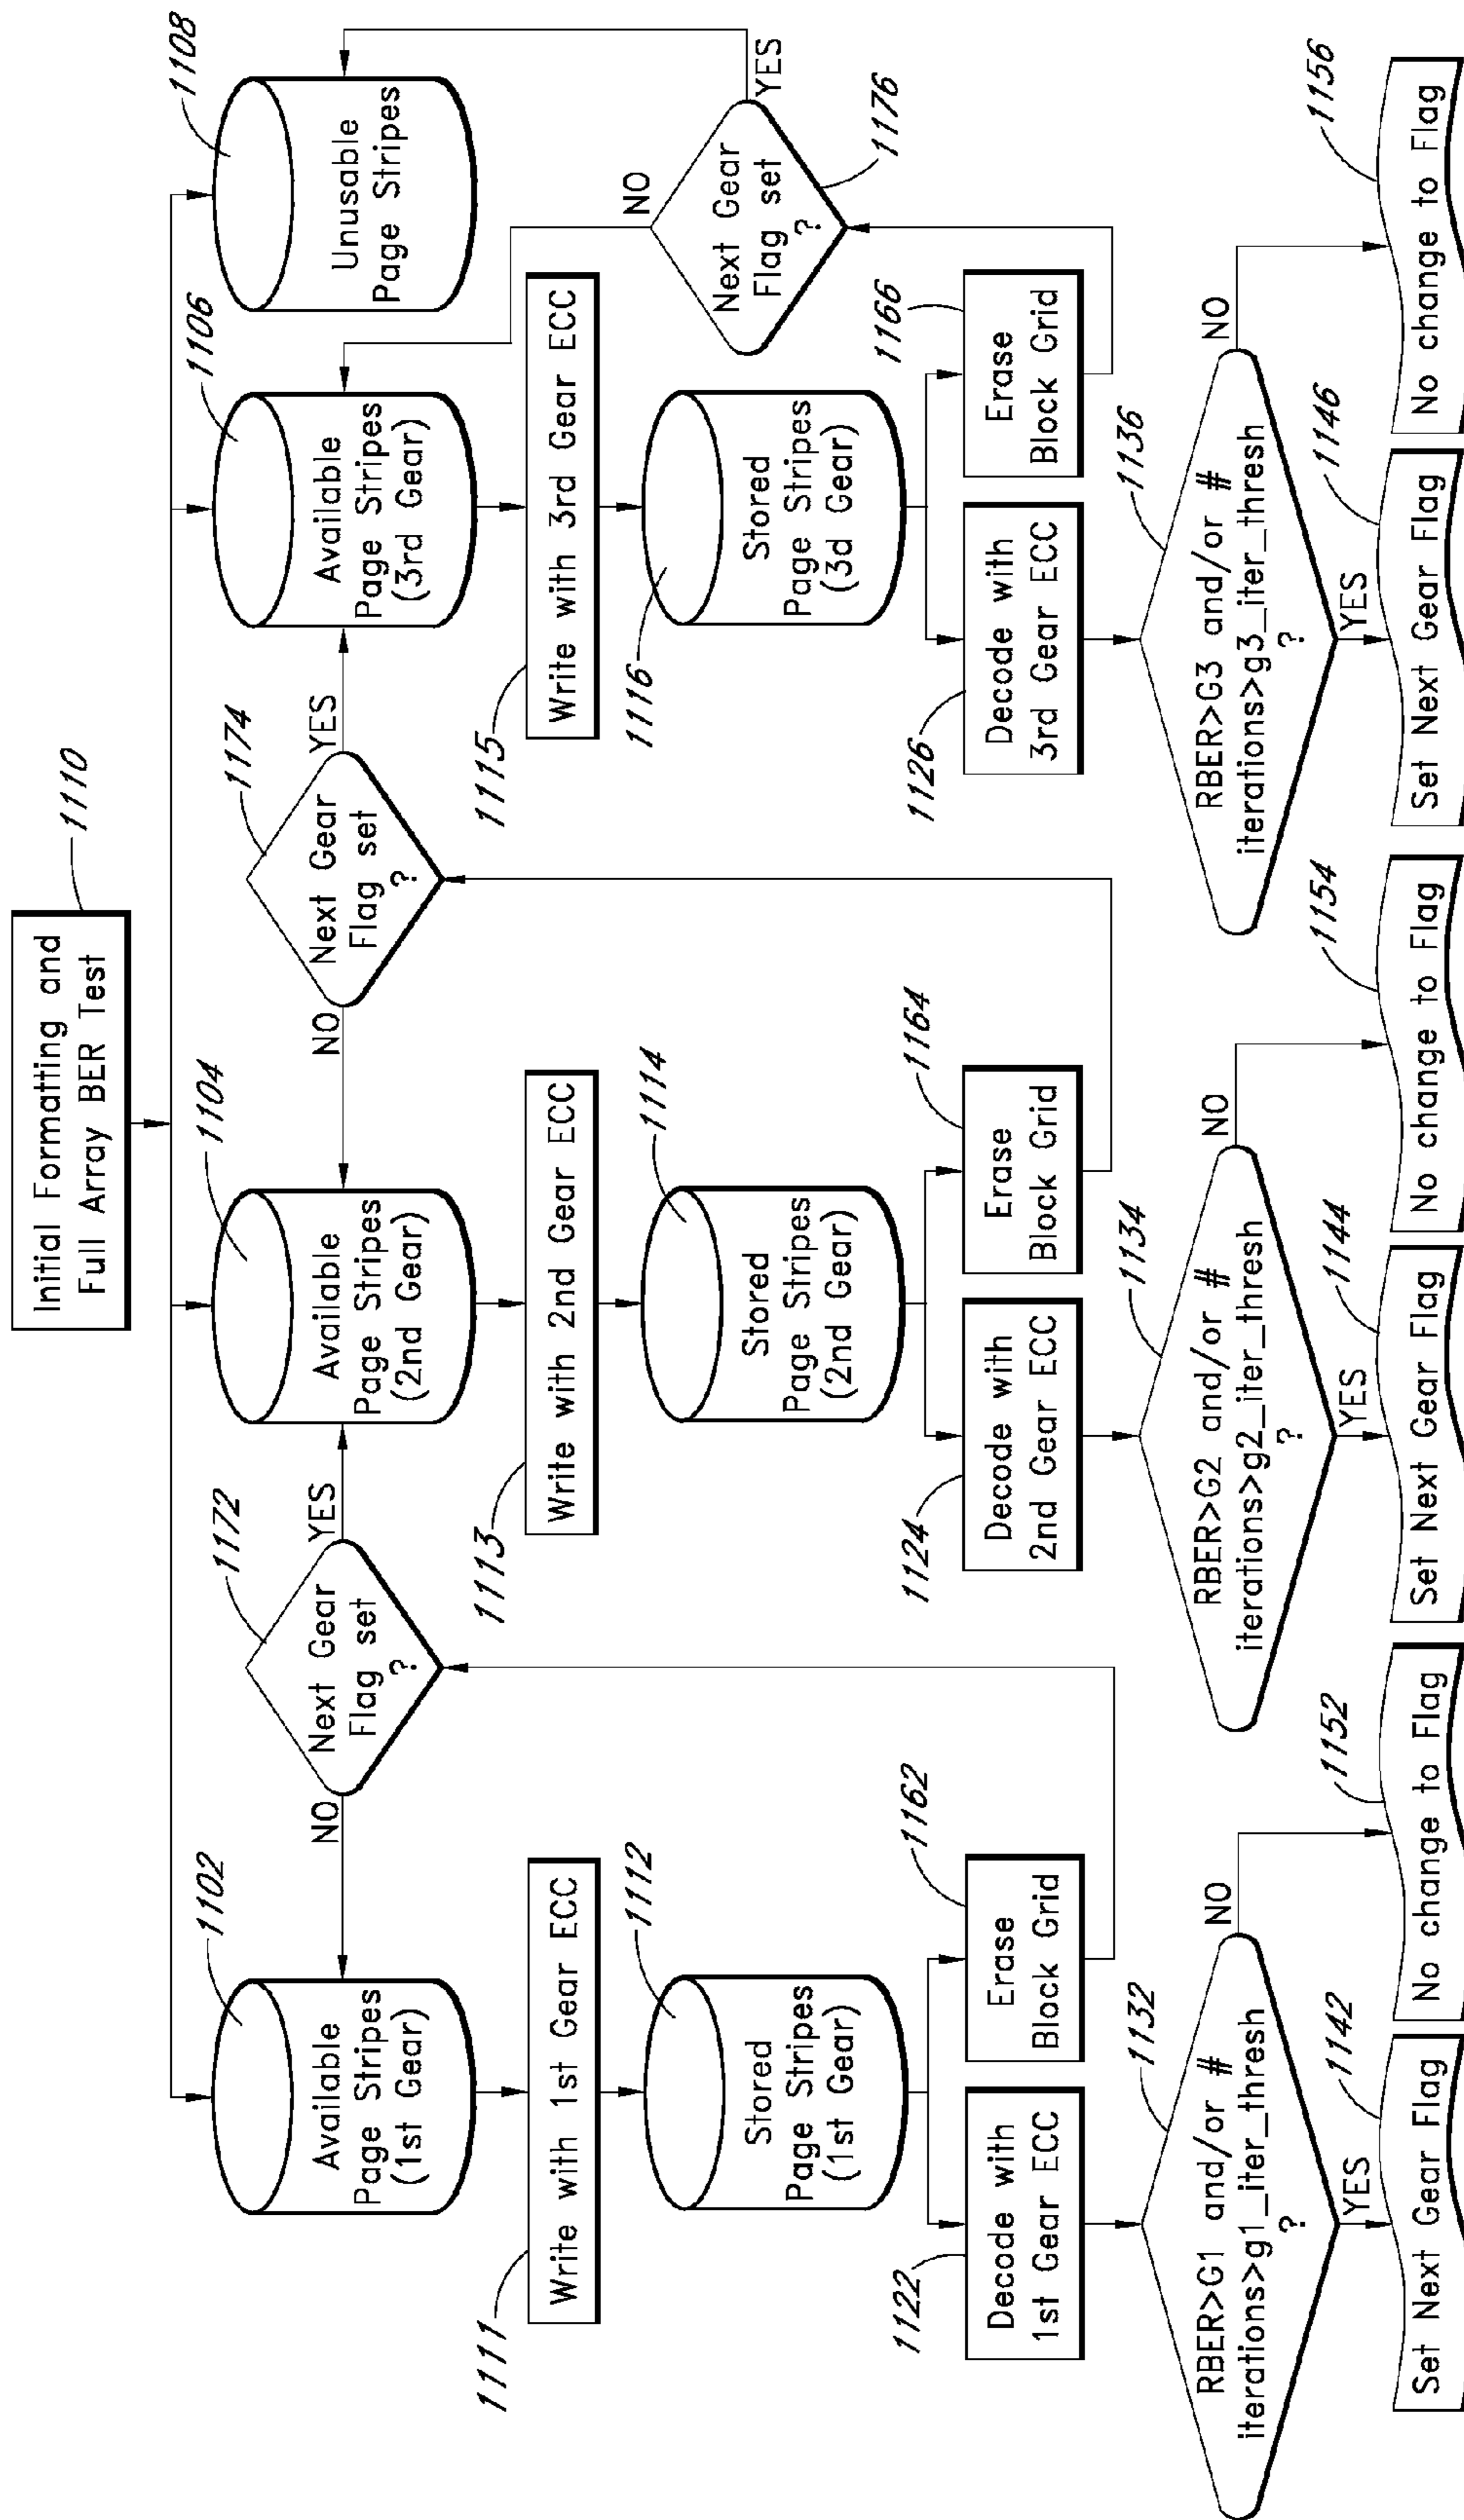 Initial Formatting and
Full Array BER Test
1110
1102
Available
Page Stripes
(1st Gear)
NO
Next Gear
Flag set
?
1172
YES
1104
Available
Page Stripes
(2nd Gear)
NO
Next Gear
Flag set
?
1174
YES
1106
Available
Page Stripes
(3rd Gear)
1108
Unusable
Page Stripes
1111
Write with 1st Gear ECC
1113
Write with 2nd Gear ECC
1115
Write with 3rd Gear ECC
NO
Next Gear
Flag set
?
YES
1176
1112
Stored
Page Stripes
(1st Gear)
1114
Stored
Page Stripes
(2nd Gear)
1116
Stored
Page Stripes
(3d Gear)
1122
Decode with
1st Gear ECC
1162
Erase
Block Grid
1124
Decode with
2nd Gear ECC
1164
Erase
Block Grid
1126
Decode with
3rd Gear ECC
1166
Erase
Block Grid
RBER>G1 and/or #
iterations>g1_iter_thresh
?
1132
NO
YES
RBER>G2 and/or #
iterations>g2_iter_thresh
?
1134
NO
YES
RBER>G3 and/or #
iterations>g3_iter_thresh
?
1136
NO
YES
1142
Set Next Gear Flag
1152
No change to Flag
1144
Set Next Gear Flag
1154
No change to Flag
1146
Set Next Gear Flag
1156
No change to Flag